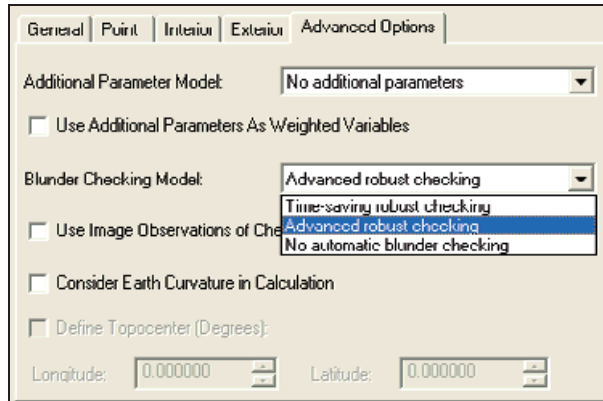 General Point Interior Exterior Advanced Options
Additional Parameter Model: No additional parameters
Use Additional Parameters As Weighted Variables
Blunder Checking Model: Advanced robust checking
Time-saving robust checking
Use Image Observations of Che Advanced robust checking
No automatic blunder checking
Consider Earth Curvature in Calculation
Define Topocenter (Degrees):
Longitude: 0.000000 Latitude: 0.000000